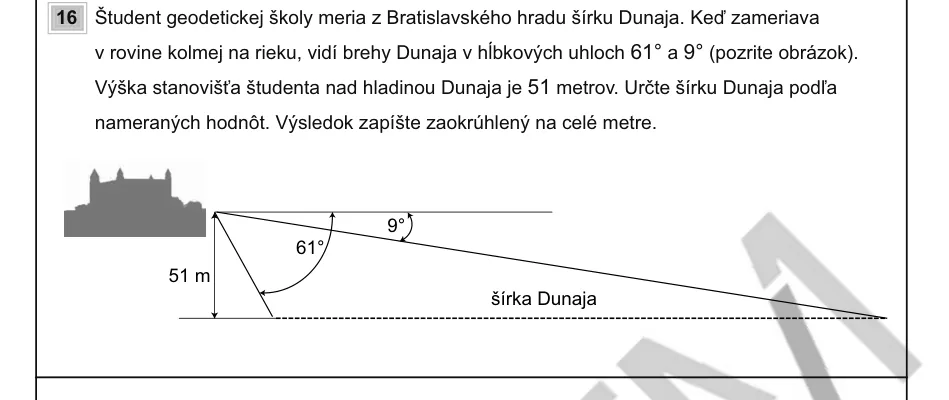 16 Študent geodetickej školy meria z Bratislavského hradu šírku Dunaja. Keď zameriava
v rovine kolmej na rieku, vidí brehy Dunaja v hĺbkových uhloch 61° a 9° (pozrite obrázok).
Výška stanovišťa študenta nad hladinou Dunaja je 51 metrov. Určte šírku Dunaja podľa
nameraných hodnôt. Výsledok zapíšte zaokrúhlený na celé metre.
9°
61°
51 m
šírka Dunaja